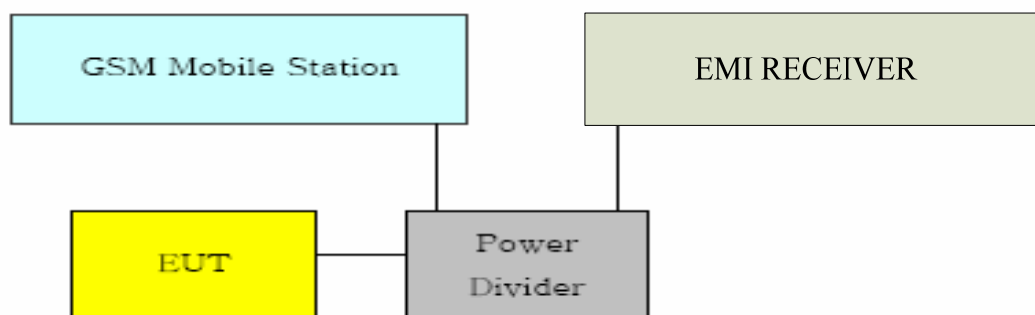 GSM Mobile Station
EMI RECEIVER
EUT
Power
Divider